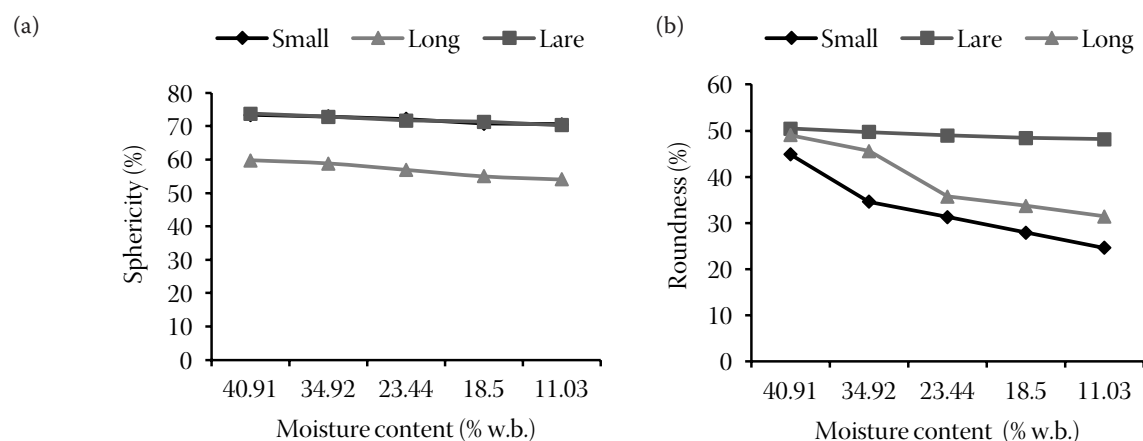 (a)
Small Long Lare
80
70
60
50
40
30
20
10
0
Sphericity (%)
40.91 34.92 23.44 18.5 11.03
Moisture content (% w.b.)
(b)
Small Lare Long
60
50
40
30
20
10
0
Roundness (%)
40.91 34.92 23.44 18.5 11.03
Moisture content (% w.b.)